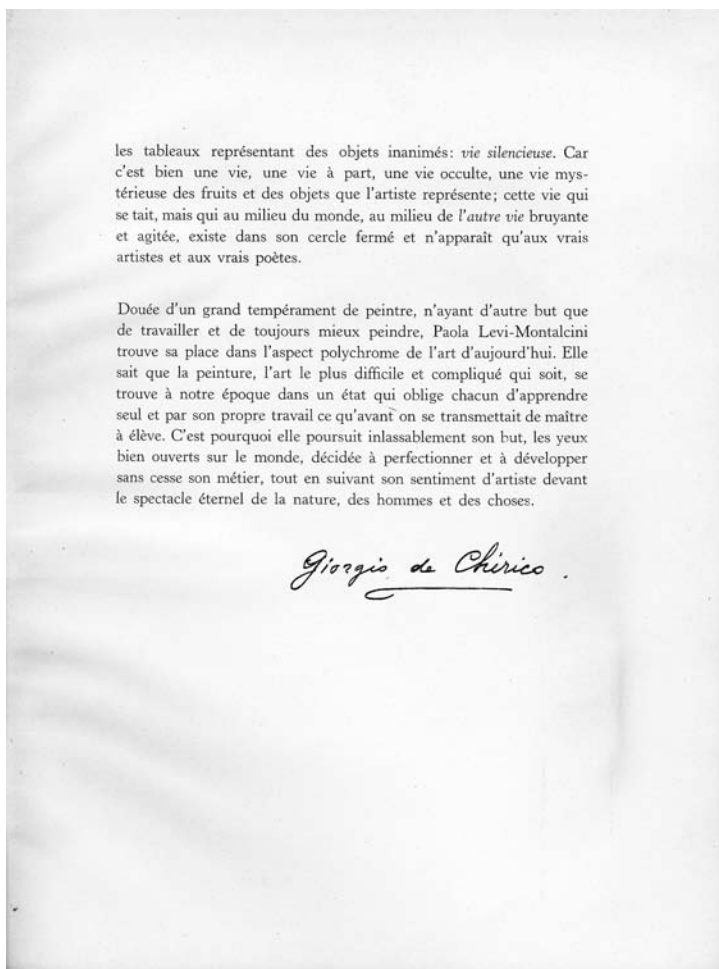 les tableaux représentant des objets inanimés: vie silencieuse. Car
c'est bien une vie, une vie à part, une vie occulte, une vie mys-
térieuse des fruits et des objets que l'artiste représente; cette vie qui
se tait, mais qui au milieu du monde, au milieu de l'autre vie bruyante
et agitée, existe dans son cercle fermé et n'apparaît qu'aux vrais
artistes et aux vrais poètes.
Douée d'un grand tempérament de peintre, n'ayant d'autre but que
de travailler et de toujours mieux peindre, Paola Levi-Montalcini
trouve sa place dans l'aspect polychrome de l'art d'aujourd'hui. Elle
sait que la peinture, l'art le plus difficile et compliqué qui soit, se
trouve à notre époque dans un état qui oblige chacun d'apprendre
seul et par son propre travail ce qu'avant on se transmettait de maître
à élève. C'est pourquoi elle poursuit inlassablement son but, les yeux
bien ouverts sur le monde, décidée à perfectionner et à développer
sans cesse son métier, tout en suivant son sentiment d'artiste devant
le spectacle éternel de la nature, des hommes et des choses.
Giorgio de Chirico.